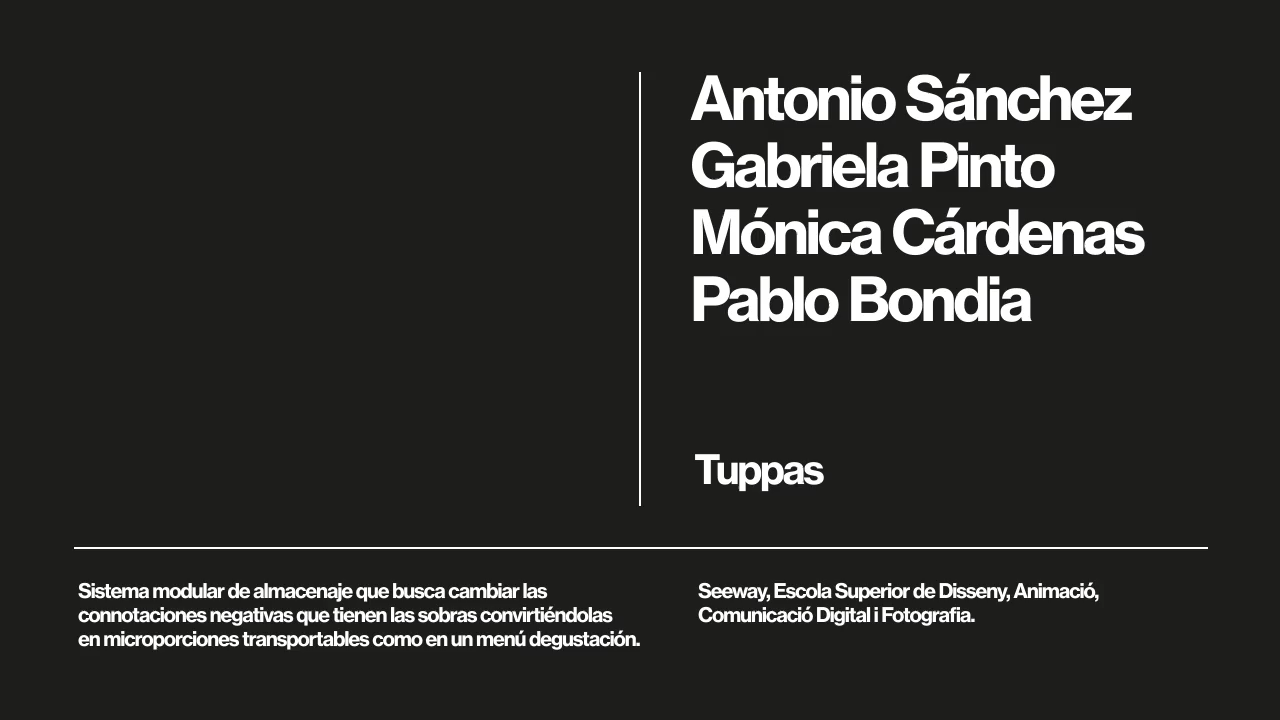 Antonio Sánchez
Gabriela Pinto
Mónica Cárdenas
Pablo Bondia
Tuppas
Sistema modular de almacenaje que busca cambiar las
connotaciones negativas que tienen las sobras convirtiéndolas
en microporciones transportables como en un menú degustación.
Seeway, Escola Superior de Disseny, Animació,
Comunicació Digital i Fotografia.